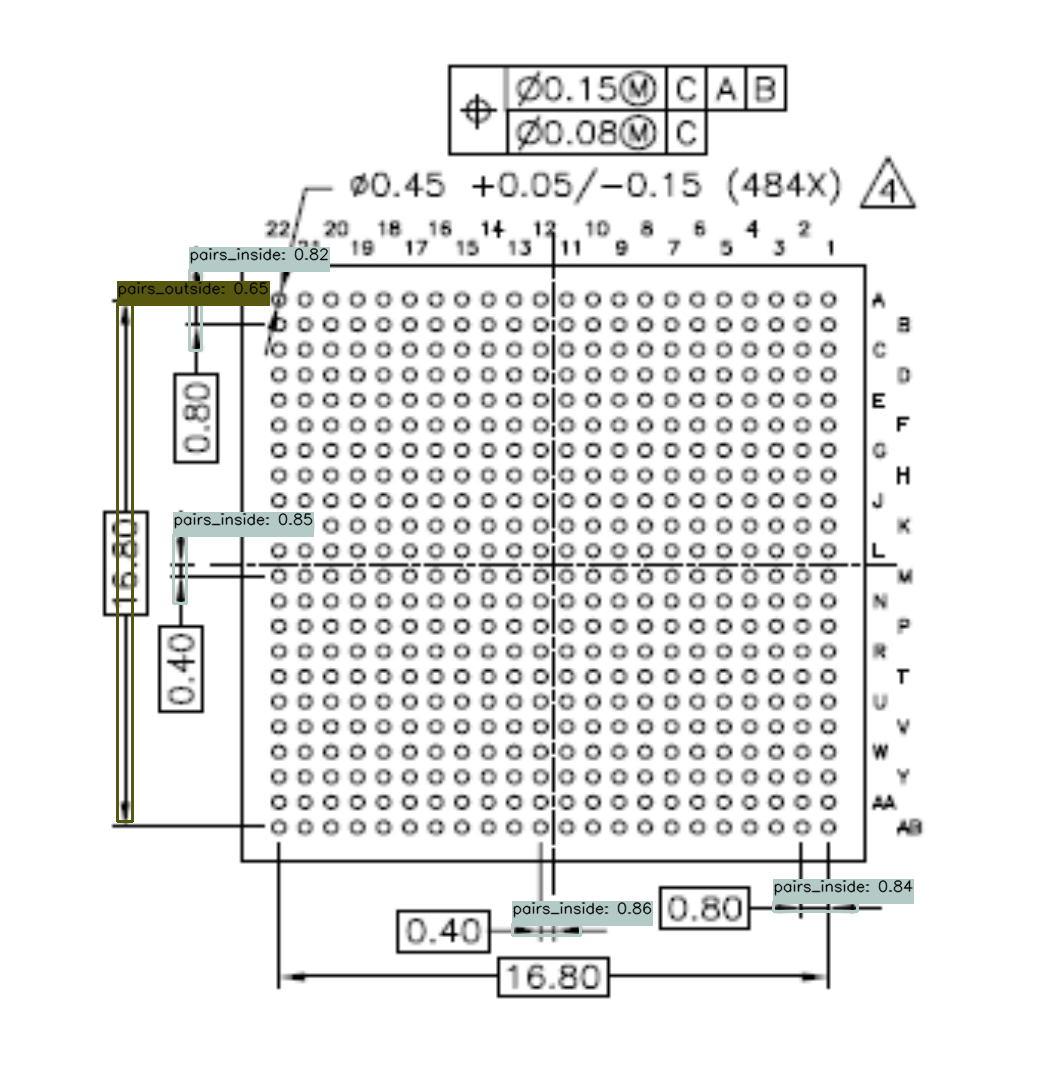 Ø0.15Ⓜ C A B
Ø0.08Ⓜ C
ø0.45 +0.05/-0.15 (484X) 4
22 20 18 16 14 12 10 8 6 4 2
21 19 17 15 13 11 9 7 5 3 1
pairs_inside: 0.82
pairs_outside: 0.65
A
B
C
D
E
F
G
H
J
K
L
M
N
P
R
T
U
V
W
Y
AA
AB
0.80
16.80
pairs_inside: 0.85
0.40
pairs_inside: 0.84
pairs_inside: 0.86
0.80
0.40
16.80